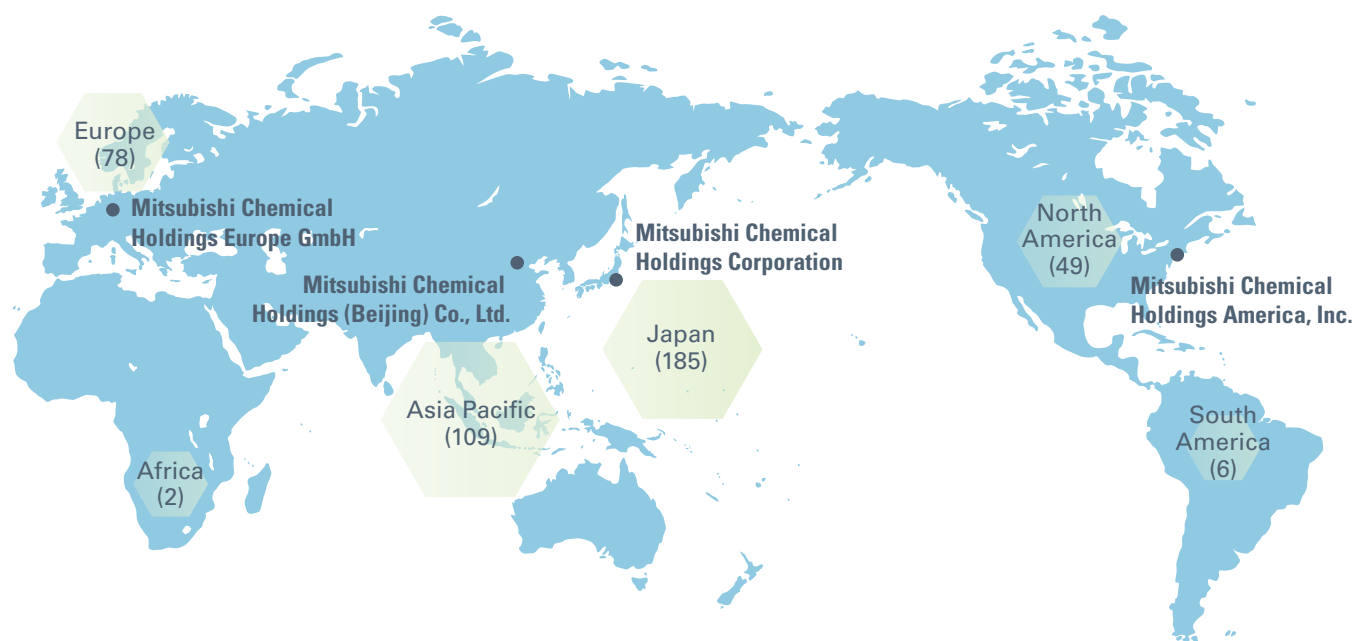 Europe
(78)
Mitsubishi Chemical
Holdings Europe GmbH
Mitsubishi Chemical
Holdings (Beijing) Co., Ltd.
Mitsubishi Chemical
Holdings Corporation
Japan
(185)
Asia Pacific
(109)
Africa
(2)
North
America
(49)
Mitsubishi Chemical
Holdings America, Inc.
South
America
(6)